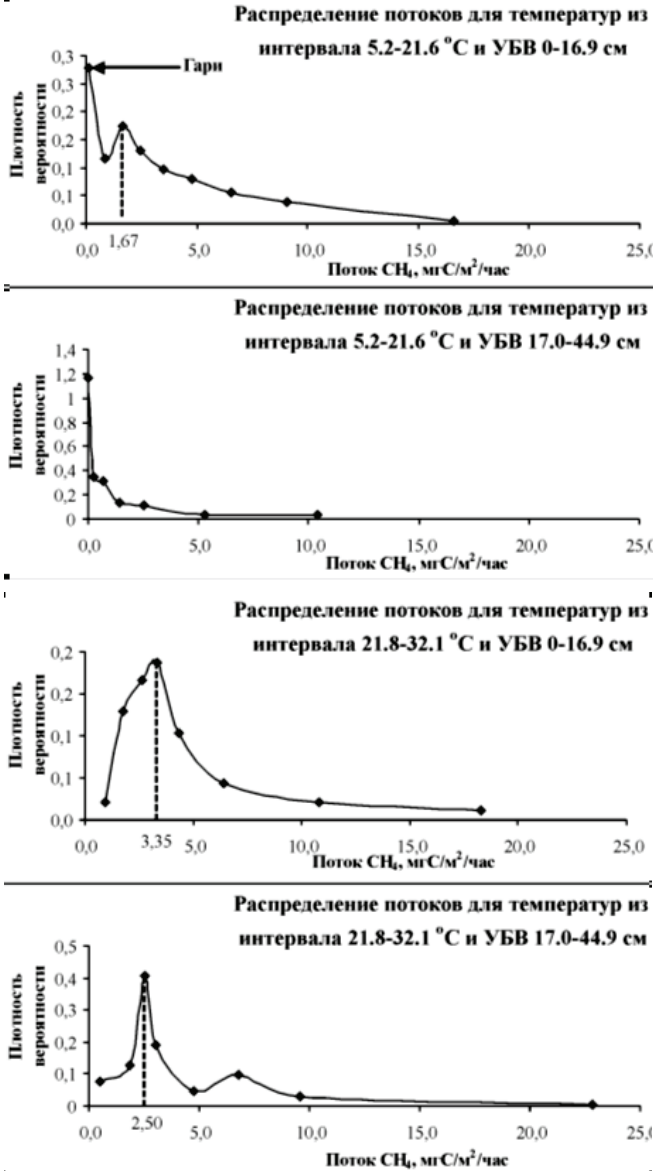 Распределение потоков для температур из
интервала 5.2-21.6 °С и УБВ 0-16.9 см
Плотность
вероятности
0,3
0,3
0,2
0,2
0,1
0,1
0,0
Гари
0,0
1,67
5,0
10,0
15,0
20,0
25,0
Поток CH₄, мгС/м²/час
Распределение потоков для температур из
интервала 5.2-21.6 °С и УБВ 17.0-44.9 см
Плотность
вероятности
1,4
1,2
1
0,8
0,6
0,4
0,2
0
0,0
5,0
10,0
15,0
20,0
25,0
Поток CH₄, мгС/м²/час
Распределение потоков для температур из
интервала 21.8-32.1 °С и УБВ 0-16.9 см
Плотность
вероятности
0,2
0,2
0,1
0,1
0,0
0,0
3,35
5,0
10,0
15,0
20,0
25,0
Поток CH₄, мгС/м²/час
Распределение потоков для температур из
интервала 21.8-32.1 °С и УБВ 17.0-44.9 см
Плотность
вероятности
0,5
0,4
0,3
0,2
0,1
0
0,0
2,50
5,0
10,0
15,0
20,0
25,0
Поток CH₄, мгС/м²/час